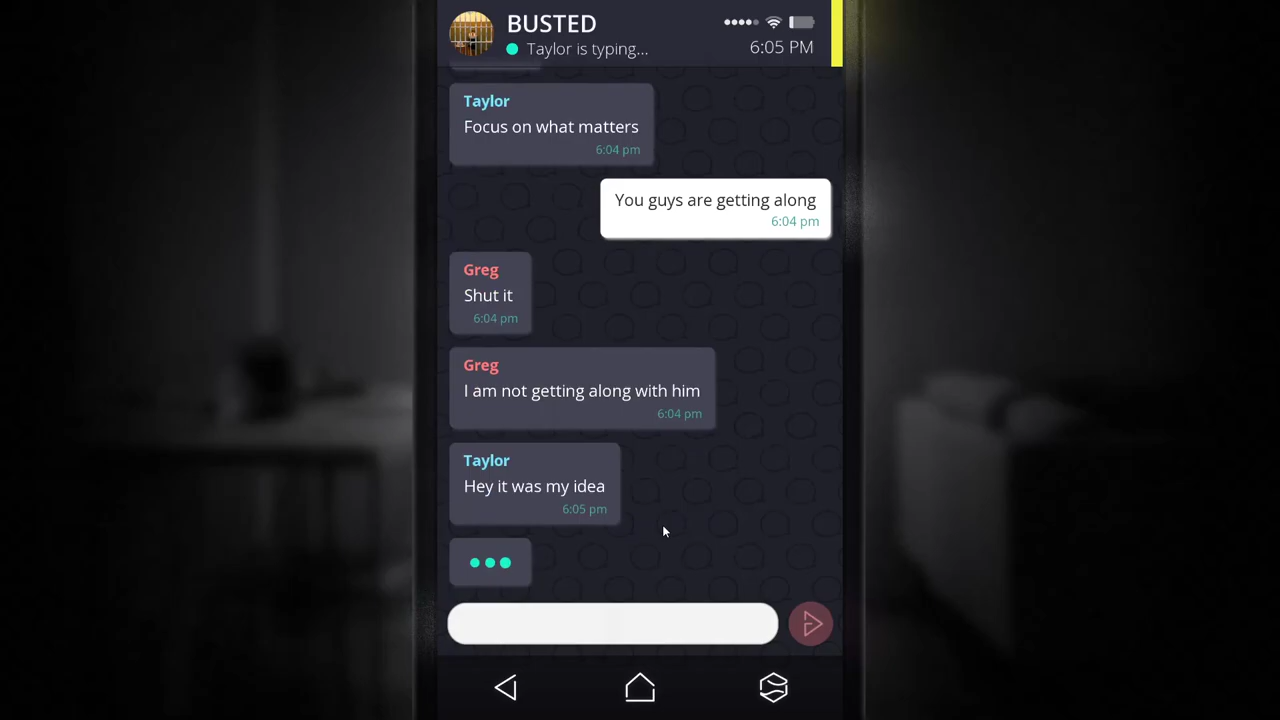 BUSTED
Taylor is typing...
6:05 PM
Taylor
Focus on what matters
6:04 pm
You guys are getting along
6:04 pm
Greg
Shut it
6:04 pm
Greg
I am not getting along with him
6:04 pm
Taylor
Hey it was my idea
6:05 pm